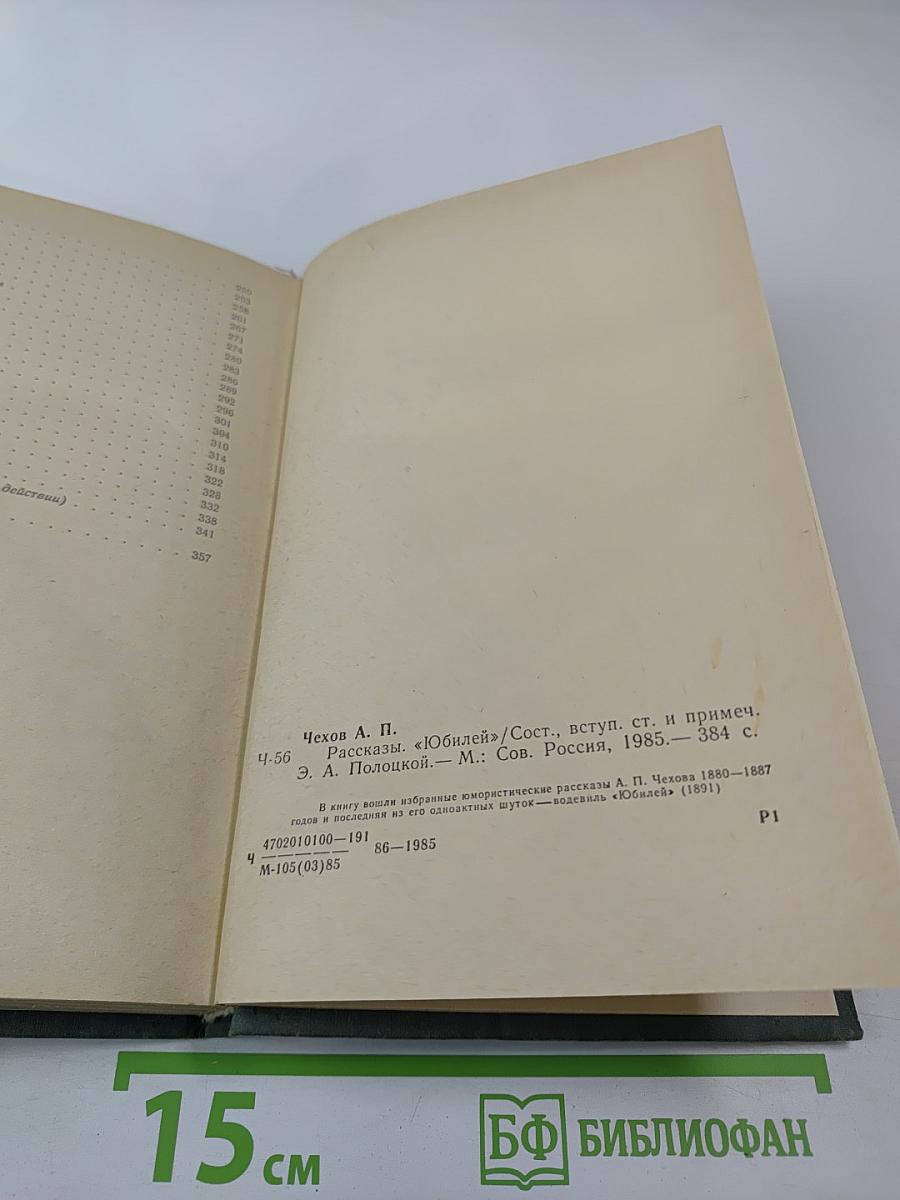 250
253
258
261
267
271
274
280
283
286
289
292
296
301
304
310
314
318
322
328
332
действии)
338
341
357
Чехов А. П.
Ч-56 Рассказы. «Юбилей»/Сост., вступ. ст. и примеч.
Э. А. Полоцкой.— М.: Сов. Россия, 1985.— 384 с.
В книгу вошли избранные юмористические рассказы А. П. Чехова 1880—1887
годов и последняя из его одноактных шуток—водевиль «Юбилей» (1891)
Ч 4702010100—191
М-105(03)85 86—1985
Р1
15 см
БФ БИБЛИОФАН